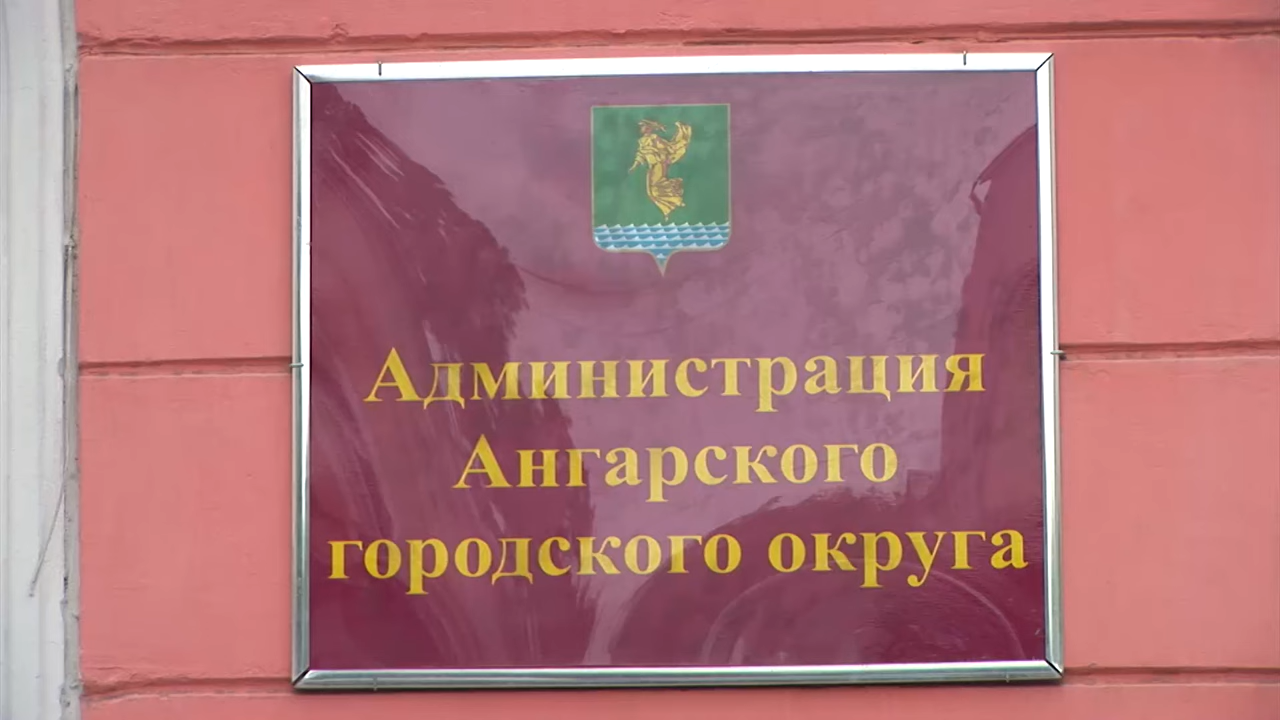 Администрация
Ангарского
городского округа